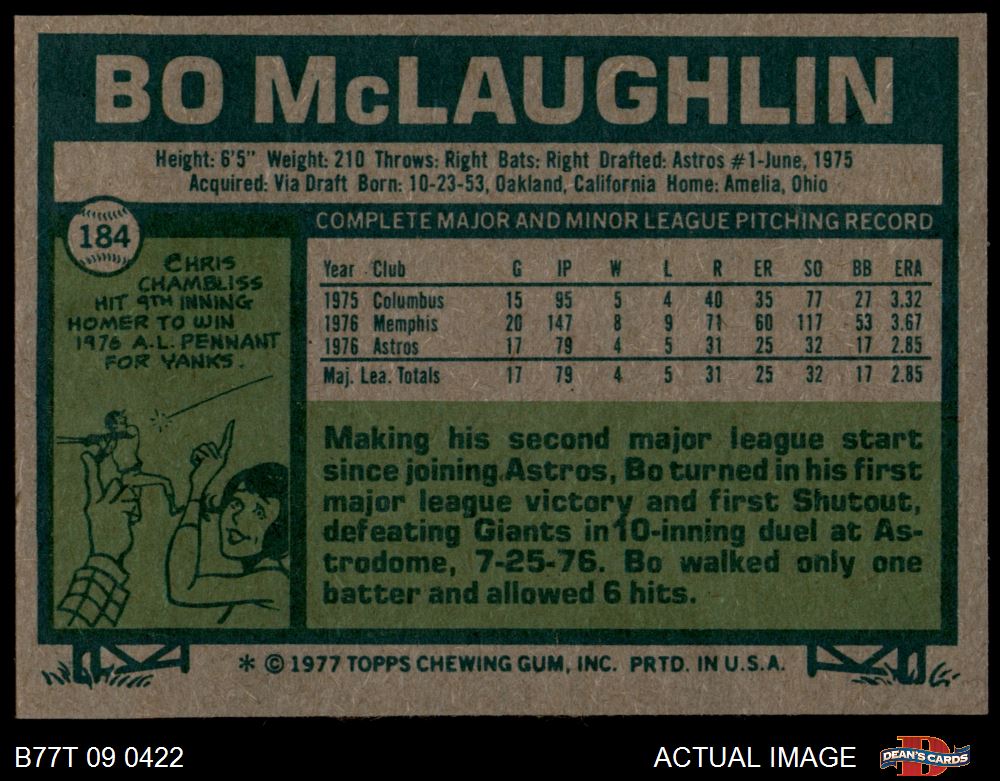 BO McLAUGHLIN
Height: 6'5" Weight: 210 Throws: Right Bats: Right Drafted: Astros #1-June, 1975
Acquired: Via Draft Born: 10-23-53, Oakland, California Home: Amelia, Ohio
184
CHRIS
CHAMBLISS
HIT 9TH INNING
HOMER TO WIN
1976 A.L. PENNANT
FOR YANKS.
COMPLETE MAJOR AND MINOR LEAGUE PITCHING RECORD
Year Club G IP W L R ER SO BB ERA
1975 Columbus 15 95 5 4 40 35 77 27 3.32
1976 Memphis 20 147 8 9 71 60 117 53 3.67
1976 Astros 17 79 4 5 31 25 32 17 2.85
Maj. Lea. Totals 17 79 4 5 31 25 32 17 2.85
Making his second major league start
since joining Astros, Bo turned in his first
major league victory and first Shutout,
defeating Giants in 10-inning duel at As-
trodome, 7-25-76. Bo walked only one
batter and allowed 6 hits.
* © 1977 TOPPS CHEWING GUM, INC. PRTD. IN U.S.A.
B77T 09 0422
ACTUAL IMAGE
D
DEAN'S CARDS